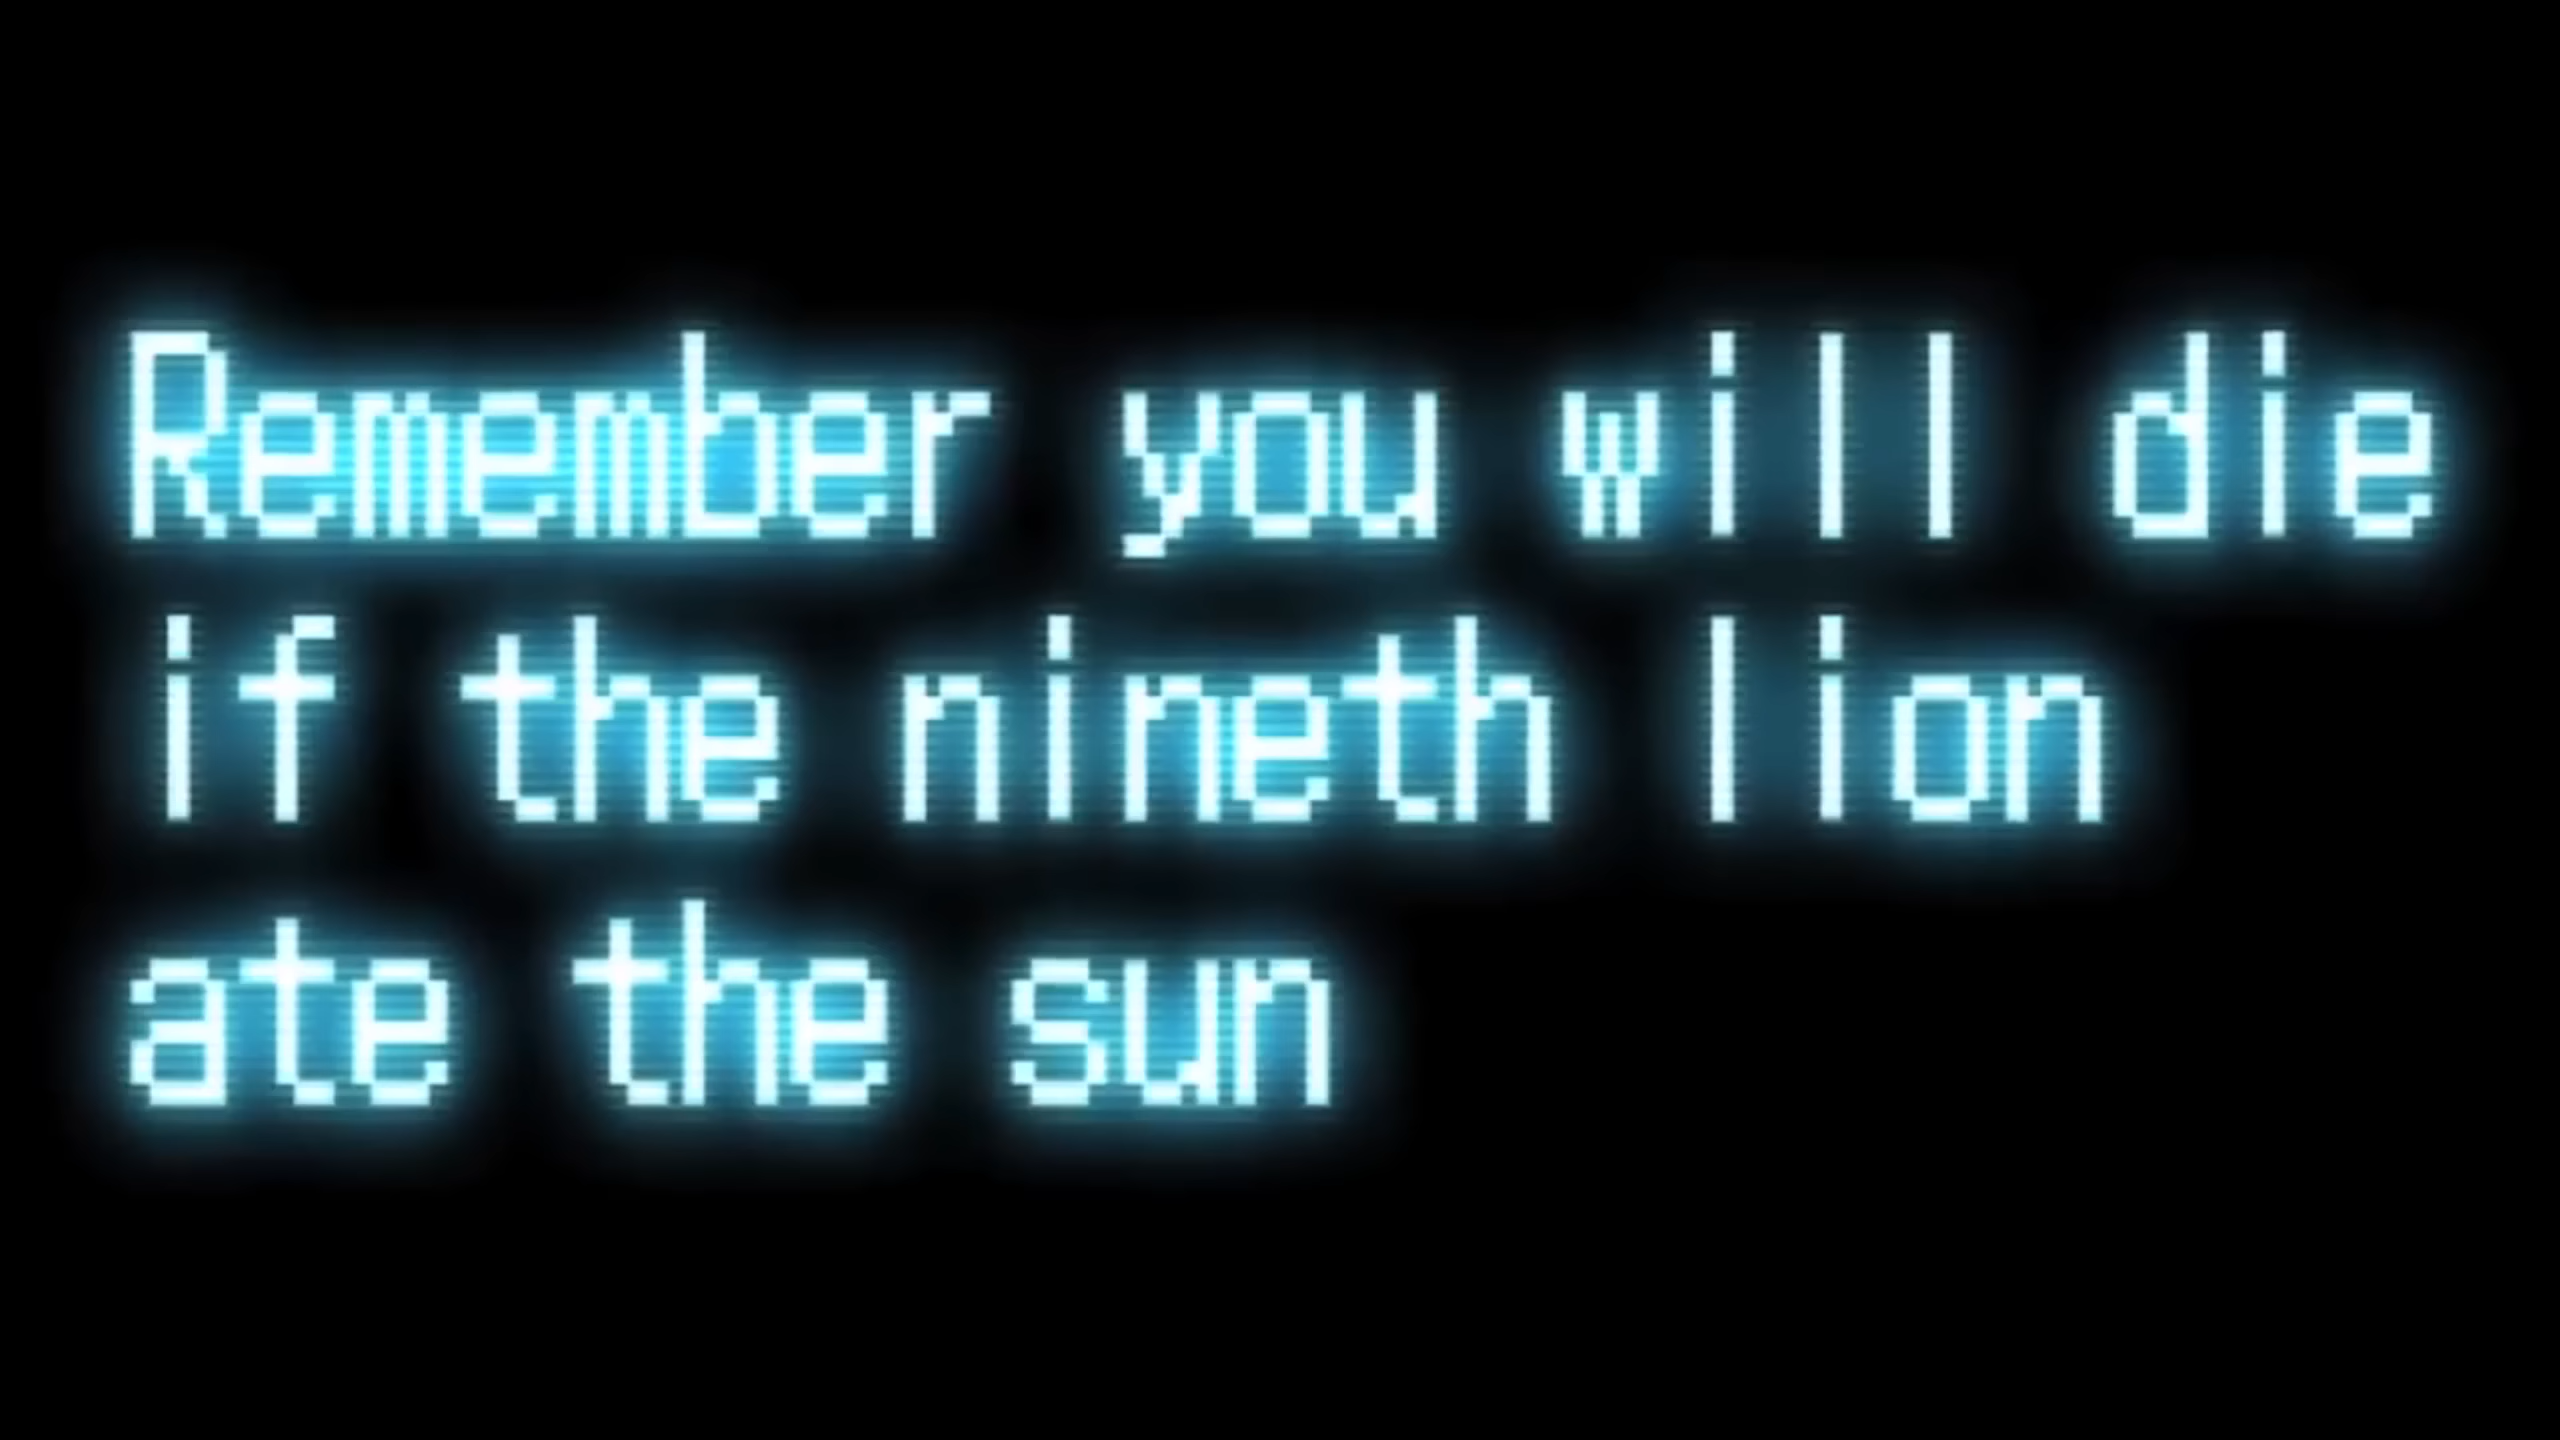 Remember you will die
if the nineth lion
ate the sun